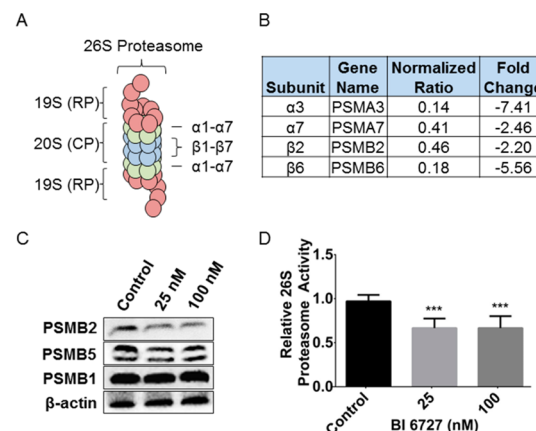 A
26S Proteasome
19S (RP)
20S (CP)
19S (RP)
α1-α7
β1-β7
α1-α7
B
Subunit Gene Name Normalized Ratio Fold Change
α3 PSMA3 0.14 -7.41
α7 PSMA7 0.41 -2.46
β2 PSMB2 0.46 -2.20
β6 PSMB6 0.18 -5.56
C
Control 25 nM 100 nM
PSMB2
PSMB5
PSMB1
β-actin
D
Relative 26S
Proteasome Activity
1.5
1.0
0.5
0.0
*** ***
Control 25 100
BI 6727 (nM)